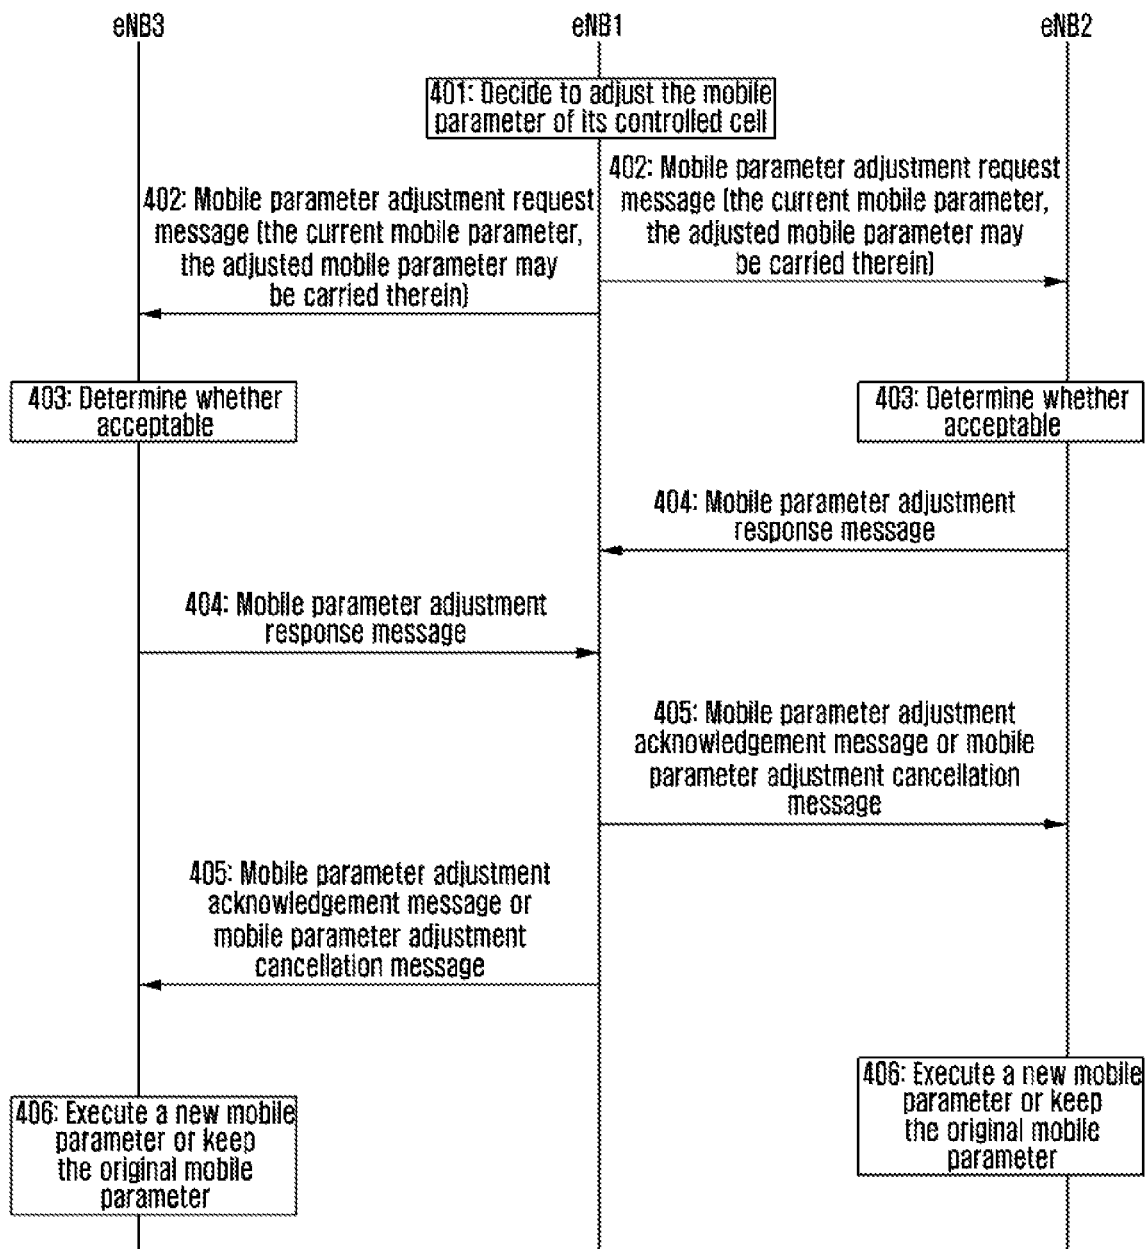 eNB3
eNB1
eNB2
401: Decide to adjust the mobile
parameter of its controlled cell
402: Mobile parameter adjustment request
message (the current mobile parameter,
the adjusted mobile parameter may
be carried therein)
402: Mobile parameter adjustment request
message (the current mobile parameter,
the adjusted mobile parameter may
be carried therein)
403: Determine whether
acceptable
403: Determine whether
acceptable
404: Mobile parameter adjustment
response message
404: Mobile parameter adjustment
response message
405: Mobile parameter adjustment
acknowledgement message or mobile
parameter adjustment cancellation
message
405: Mobile parameter adjustment
acknowledgement message or
mobile parameter adjustment
cancellation message
406: Execute a new mobile
parameter or keep
the original mobile
parameter
406: Execute a new mobile
parameter or keep
the original mobile
parameter